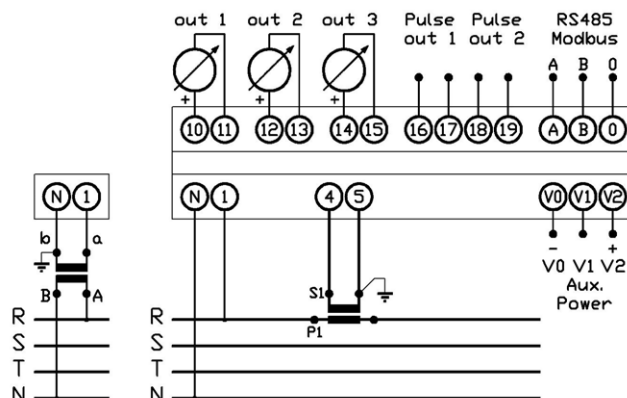 out 1 out 2 out 3 Pulse Pulse RS485
out 1 out 2 Modbus
A B 0
+ + +
10 11 12 13 14 15 16 17 18 19 A B 0
N 1 N 1 4 5 V0 V1 V2
b a
- +
V0 V1 V2
Aux.
Power
B A S1
R R
P1
S S
T T
N N